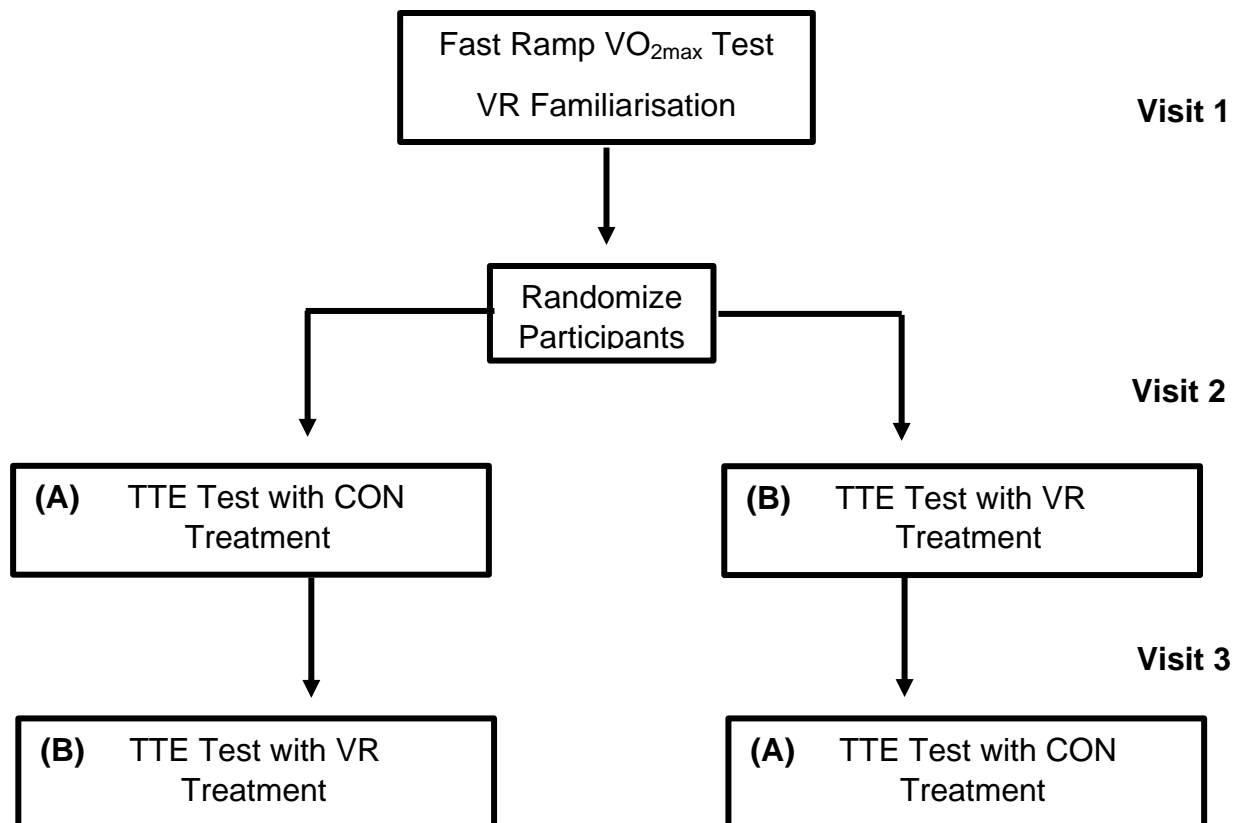 Fast Ramp VO₂max Test
VR Familiarisation
Visit 1
Randomize
Participants
Visit 2
(A) TTE Test with CON
Treatment
(B) TTE Test with VR
Treatment
Visit 3
(B) TTE Test with VR
Treatment
(A) TTE Test with CON
Treatment